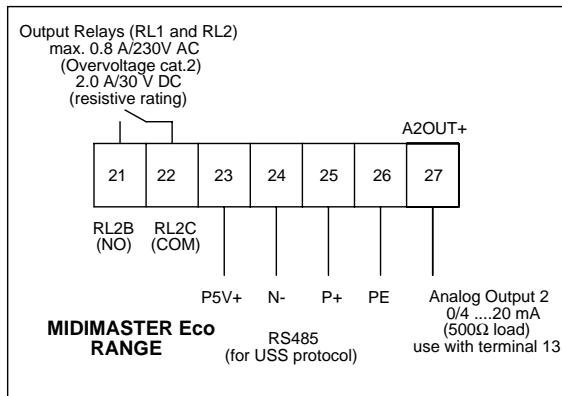 Output Relays (RL1 and RL2)
max. 0.8 A/230V AC
(Overvoltage cat.2)
2.0 A/30 V DC
(resistive rating)
A2OUT+
21 22 23 24 25 26 27
RL2B RL2C
(NO) (COM)
P5V+ N- P+ PE
Analog Output 2
0/4 ....20 mA
(500Ω load)
use with terminal 13
MIDIMASTER Eco
RANGE
RS485
(for USS protocol)